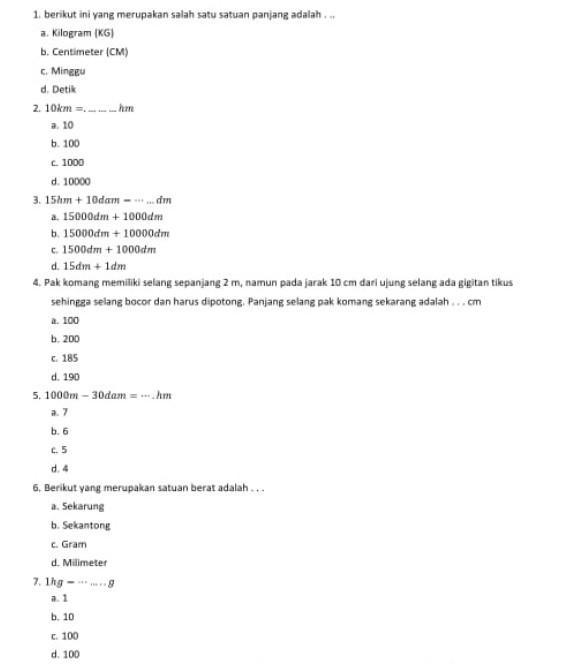 1. berikut ini yang merupakan salah satu satuan panjang adalah . ..
a. Kilogram (KG)
b. Centimeter (CM)
c. Minggu
d. Detik
2. 10km =. ... ... ... hm
a. 10
b. 100
c. 1000
d. 10000
3. 15hm + 10dam = ⋯ ... dm
a. 15000dm + 1000dm
b. 15000dm + 10000dm
c. 1500dm + 1000dm
d. 15dm + 1dm
4. Pak komang memiliki selang sepanjang 2 m, namun pada jarak 10 cm dari ujung selang ada gigitan tikus
sehingga selang bocor dan harus dipotong. Panjang selang pak komang sekarang adalah . . . cm
a. 100
b. 200
c. 185
d. 190
5. 1000m − 30dam = ⋯ . hm
a. 7
b. 6
c. 5
d. 4
6. Berikut yang merupakan satuan berat adalah . . .
a. Sekarung
b. Sekantong
c. Gram
d. Milimeter
7. 1hg = ⋯ ... . . g
a. 1
b. 10
c. 100
d. 100